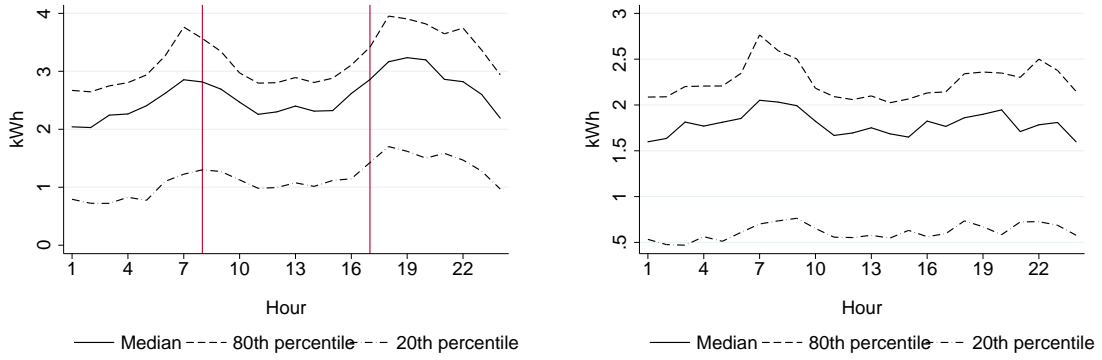 4
3
2
1
0
kWh
1 4 7 10 13 16 19 22
Hour
Median 80th percentile 20th percentile
3
2.5
2
1.5
1
.5
kWh
1 4 7 10 13 16 19 22
Hour
Median 80th percentile 20th percentile